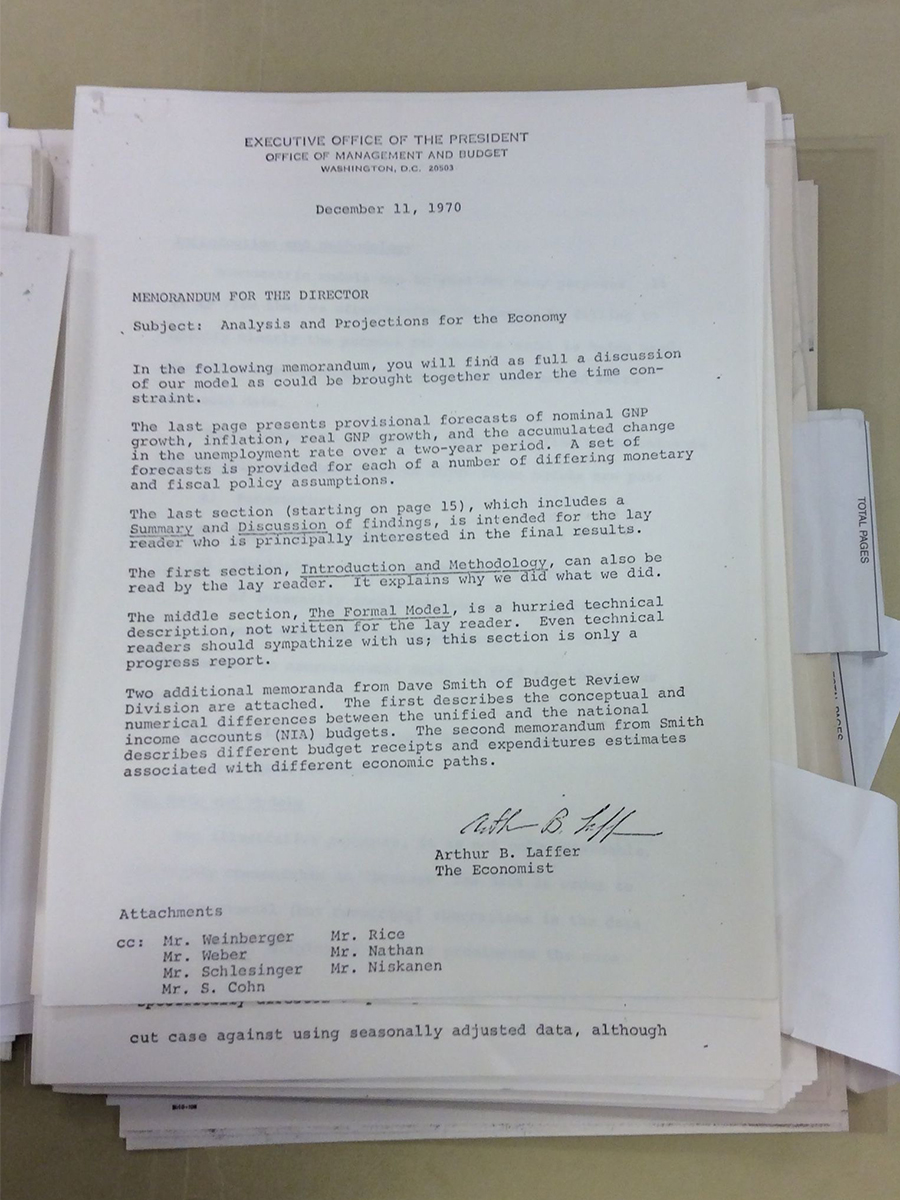 EXECUTIVE OFFICE OF THE PRESIDENT
OFFICE OF MANAGEMENT AND BUDGET
WASHINGTON, D.C. 20503
December 11, 1970
MEMORANDUM FOR THE DIRECTOR
Subject: Analysis and Projections for the Economy
In the following memorandum, you will find as full a discussion
of our model as could be brought together under the time con-
straint.
The last page presents provisional forecasts of nominal GNP
growth, inflation, real GNP growth, and the accumulated change
in the unemployment rate over a two-year period. A set of
forecasts is provided for each of a number of differing monetary
and fiscal policy assumptions.
The last section (starting on page 15), which includes a
Summary and Discussion of findings, is intended for the lay
reader who is principally interested in the final results.
The first section, Introduction and Methodology, can also be
read by the lay reader. It explains why we did what we did.
The middle section, The Formal Model, is a hurried technical
description, not written for the lay reader. Even technical
readers should sympathize with us; this section is only a
progress report.
Two additional memoranda from Dave Smith of Budget Review
Division are attached. The first describes the conceptual and
numerical differences between the unified and the national
income accounts (NIA) budgets. The second memorandum from Smith
describes different budget receipts and expenditures estimates
associated with different economic paths.
Arthur B. Laffer
Arthur B. Laffer
The Economist
Attachments
cc: Mr. Weinberger Mr. Rice
Mr. Weber Mr. Nathan
Mr. Schlesinger Mr. Niskanen
Mr. S. Cohn
cut case against using seasonally adjusted data, although
TOTAL PAGES